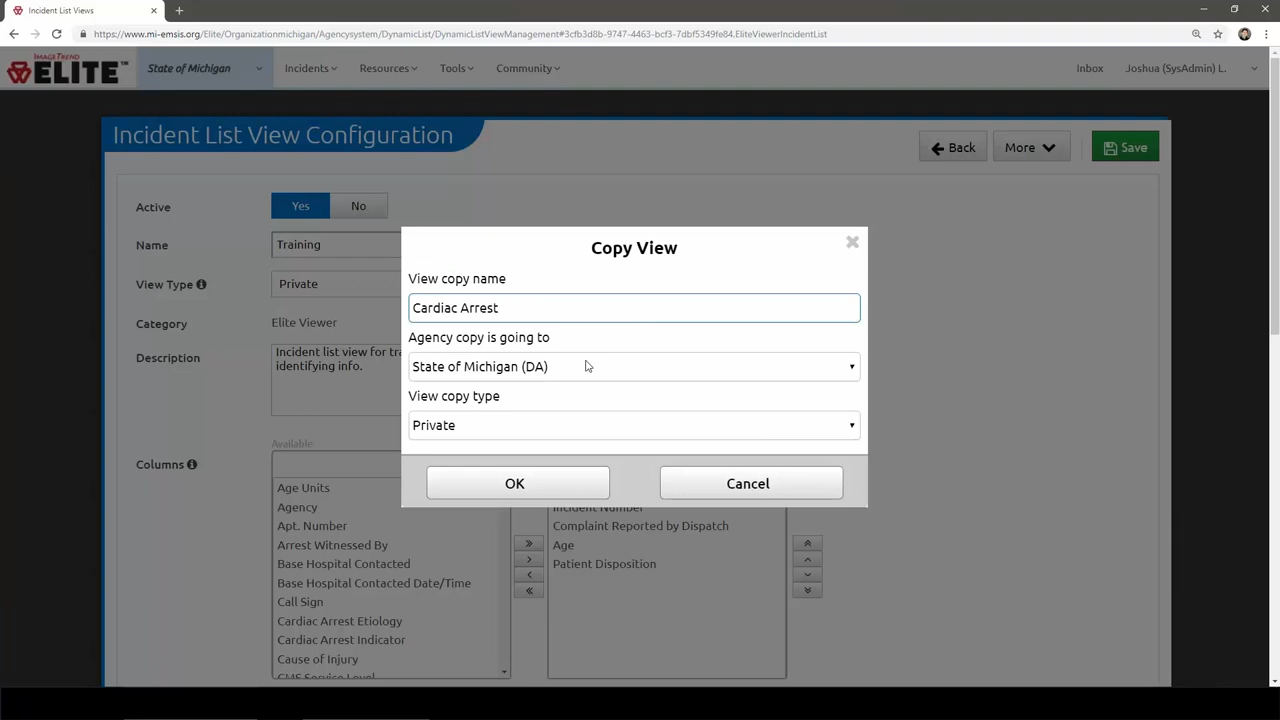 Incident List Views
https://www.mi-emsis.org/Elite/Organizationmichigan/Agencysystem/DynamicList/DynamicListViewManagement#3cfb3d8b-9747-4463-bcf3-7dbf5349fe84.EliteViewerIncidentList
IMAGETREND
ELITE™
State of Michigan
Incidents
Resources
Tools
Community
Inbox
Joshua (SysAdmin) L.
Incident List View Configuration
Back
More
Save
Active
Yes
No
Name
Training
View Type
Private
Category
Elite Viewer
Description
Incident list view for tra
identifying info.
Copy View
View copy name
Cardiac Arrest
Agency copy is going to
State of Michigan (DA)
View copy type
Private
OK
Cancel
Available
Columns
Age Units
Agency
Apt. Number
Arrest Witnessed By
Base Hospital Contacted
Base Hospital Contacted Date/Time
Call Sign
Cardiac Arrest Etiology
Cardiac Arrest Indicator
Cause of Injury
CMS Service Level
Incident Number
Complaint Reported by Dispatch
Age
Patient Disposition